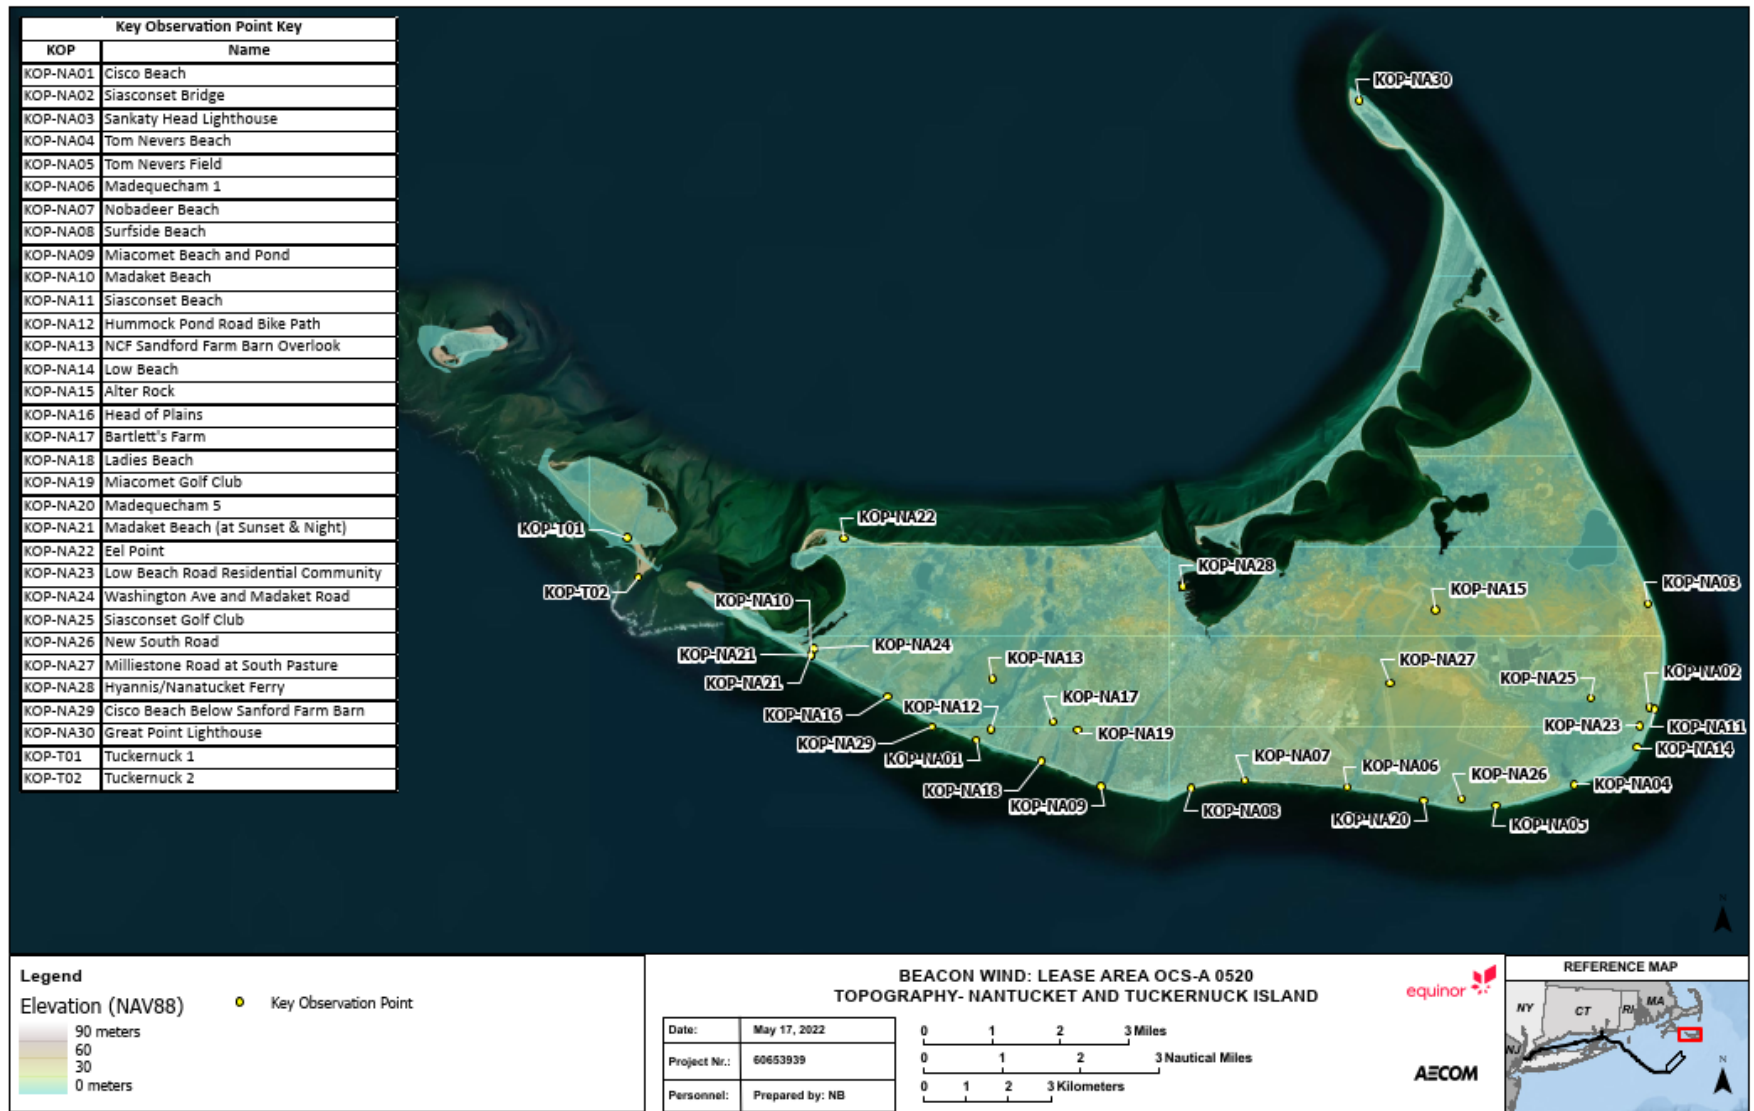 Key Observation Point Key
KOP Name
KOP-NA01 Cisco Beach
KOP-NA02 Siasconset Bridge
KOP-NA03 Sankaty Head Lighthouse
KOP-NA04 Tom Nevers Beach
KOP-NA05 Tom Nevers Field
KOP-NA06 Madequecham 1
KOP-NA07 Nobadeer Beach
KOP-NA08 Surfside Beach
KOP-NA09 Miacomet Beach and Pond
KOP-NA10 Madaket Beach
KOP-NA11 Siasconset Beach
KOP-NA12 Hummock Pond Road Bike Path
KOP-NA13 NCF Sandford Farm Barn Overlook
KOP-NA14 Low Beach
KOP-NA15 Alter Rock
KOP-NA16 Head of Plains
KOP-NA17 Bartlett's Farm
KOP-NA18 Ladies Beach
KOP-NA19 Miacomet Golf Club
KOP-NA20 Madequecham 5
KOP-NA21 Madaket Beach (at Sunset & Night)
KOP-NA22 Eel Point
KOP-NA23 Low Beach Road Residential Community
KOP-NA24 Washington Ave and Madaket Road
KOP-NA25 Siasconset Golf Club
KOP-NA26 New South Road
KOP-NA27 Milliestone Road at South Pasture
KOP-NA28 Hyannis/Nanatucket Ferry
KOP-NA29 Cisco Beach Below Sanford Farm Barn
KOP-NA30 Great Point Lighthouse
KOP-T01 Tuckernuck 1
KOP-T02 Tuckernuck 2
KOP-NA30
KOP-NA22
KOP-T01
KOP-NA28
KOP-NA03
KOP-T02
KOP-NA15
KOP-NA10
KOP-NA24
KOP-NA21
KOP-NA13
KOP-NA27
KOP-NA02
KOP-NA25
KOP-NA21
KOP-NA17
KOP-NA12
KOP-NA16
KOP-NA23
KOP-NA11
KOP-NA19
KOP-NA29
KOP-NA14
KOP-NA01
KOP-NA07
KOP-NA06
KOP-NA26
KOP-NA04
KOP-NA18
KOP-NA09
KOP-NA08
KOP-NA20
KOP-NA05
N
Legend
Elevation (NAV88)
Key Observation Point
90 meters
60
30
0 meters
BEACON WIND: LEASE AREA OCS-A 0520
TOPOGRAPHY- NANTUCKET AND TUCKERNUCK ISLAND
Date: May 17, 2022
Project Nr.: 60653939
Personnel: Prepared by: NB
0 1 2 3 Miles
0 1 2 3 Nautical Miles
0 1 2 3 Kilometers
equinor
AECOM
REFERENCE MAP
NY
CT
RI
MA
NJ
N